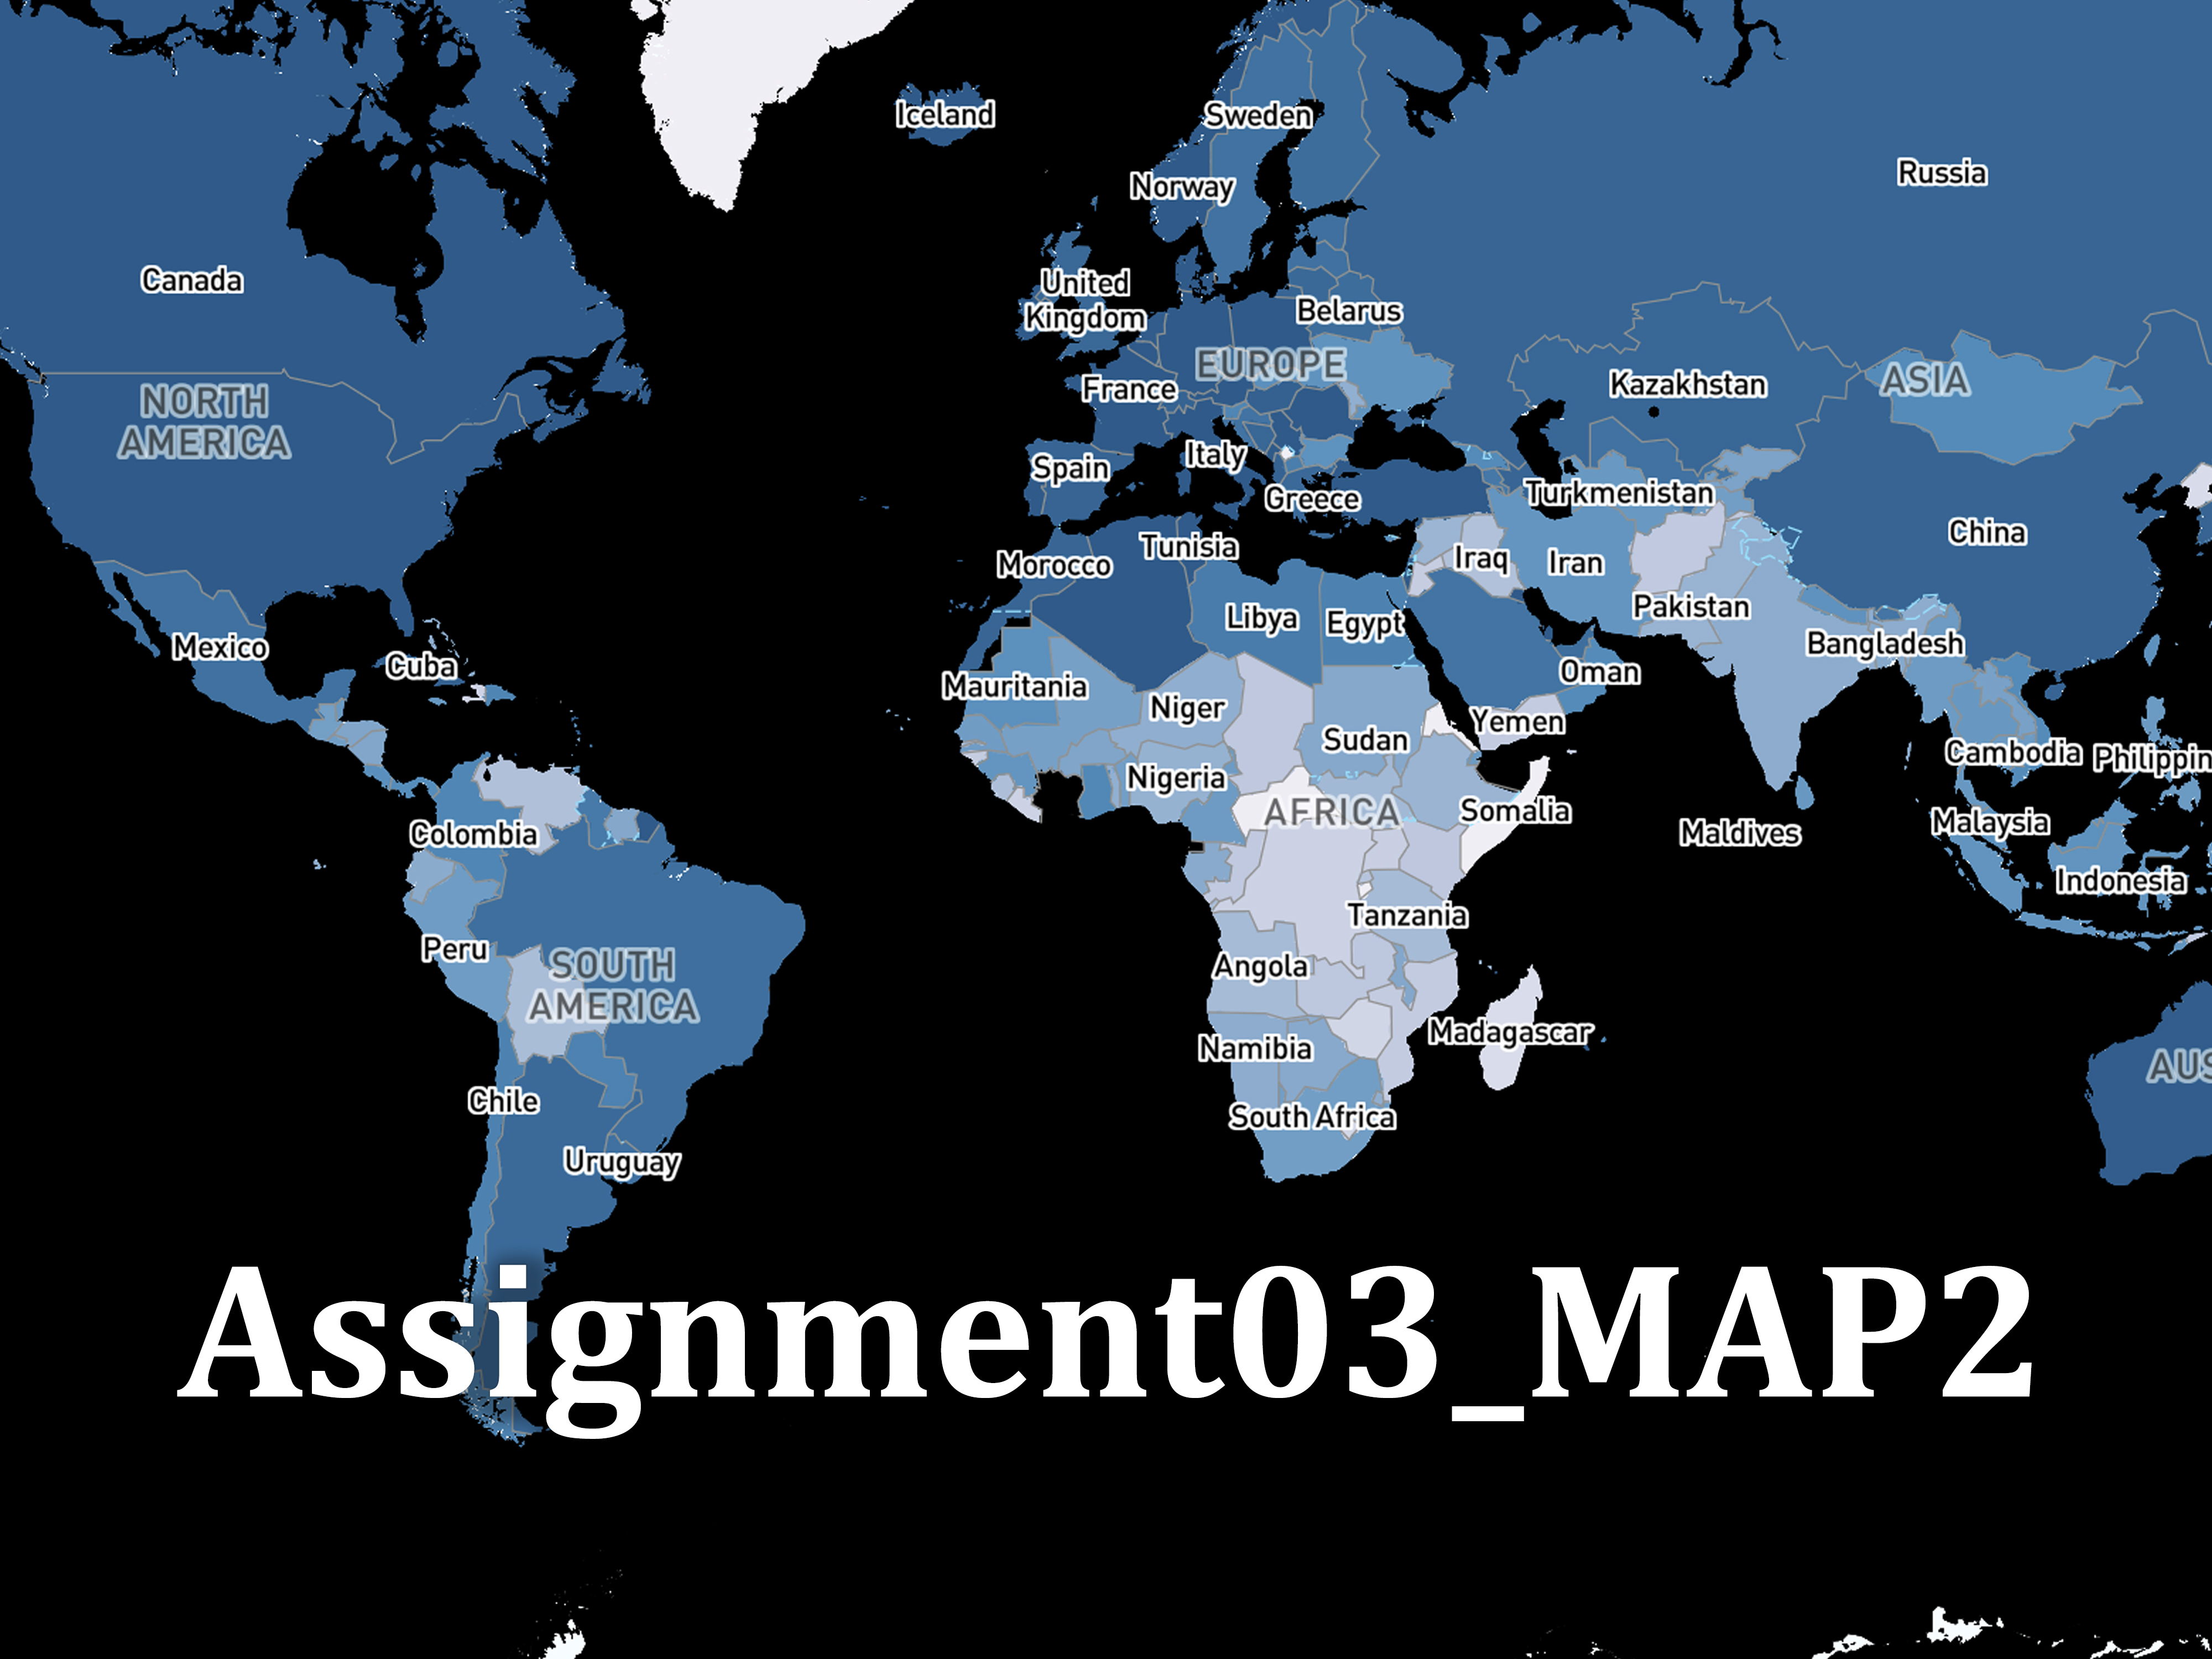 Iceland
Sweden
Norway
Russia
Canada
United
Kingdom
Belarus
EUROPE
France
Kazakhstan
ASIA
NORTH
AMERICA
Spain
Italy
Greece
Turkmenistan
China
Morocco
Tunisia
Iraq
Iran
Pakistan
Libya
Egypt
Bangladesh
Mexico
Cuba
Oman
Mauritania
Niger
Yemen
Sudan
Cambodia
Philippin
Nigeria
AFRICA
Somalia
Colombia
Maldives
Malaysia
Indonesia
Tanzania
Peru
SOUTH
AMERICA
Angola
Namibia
Madagascar
AUS
Chile
South Africa
Uruguay
Assignment03_MAP2